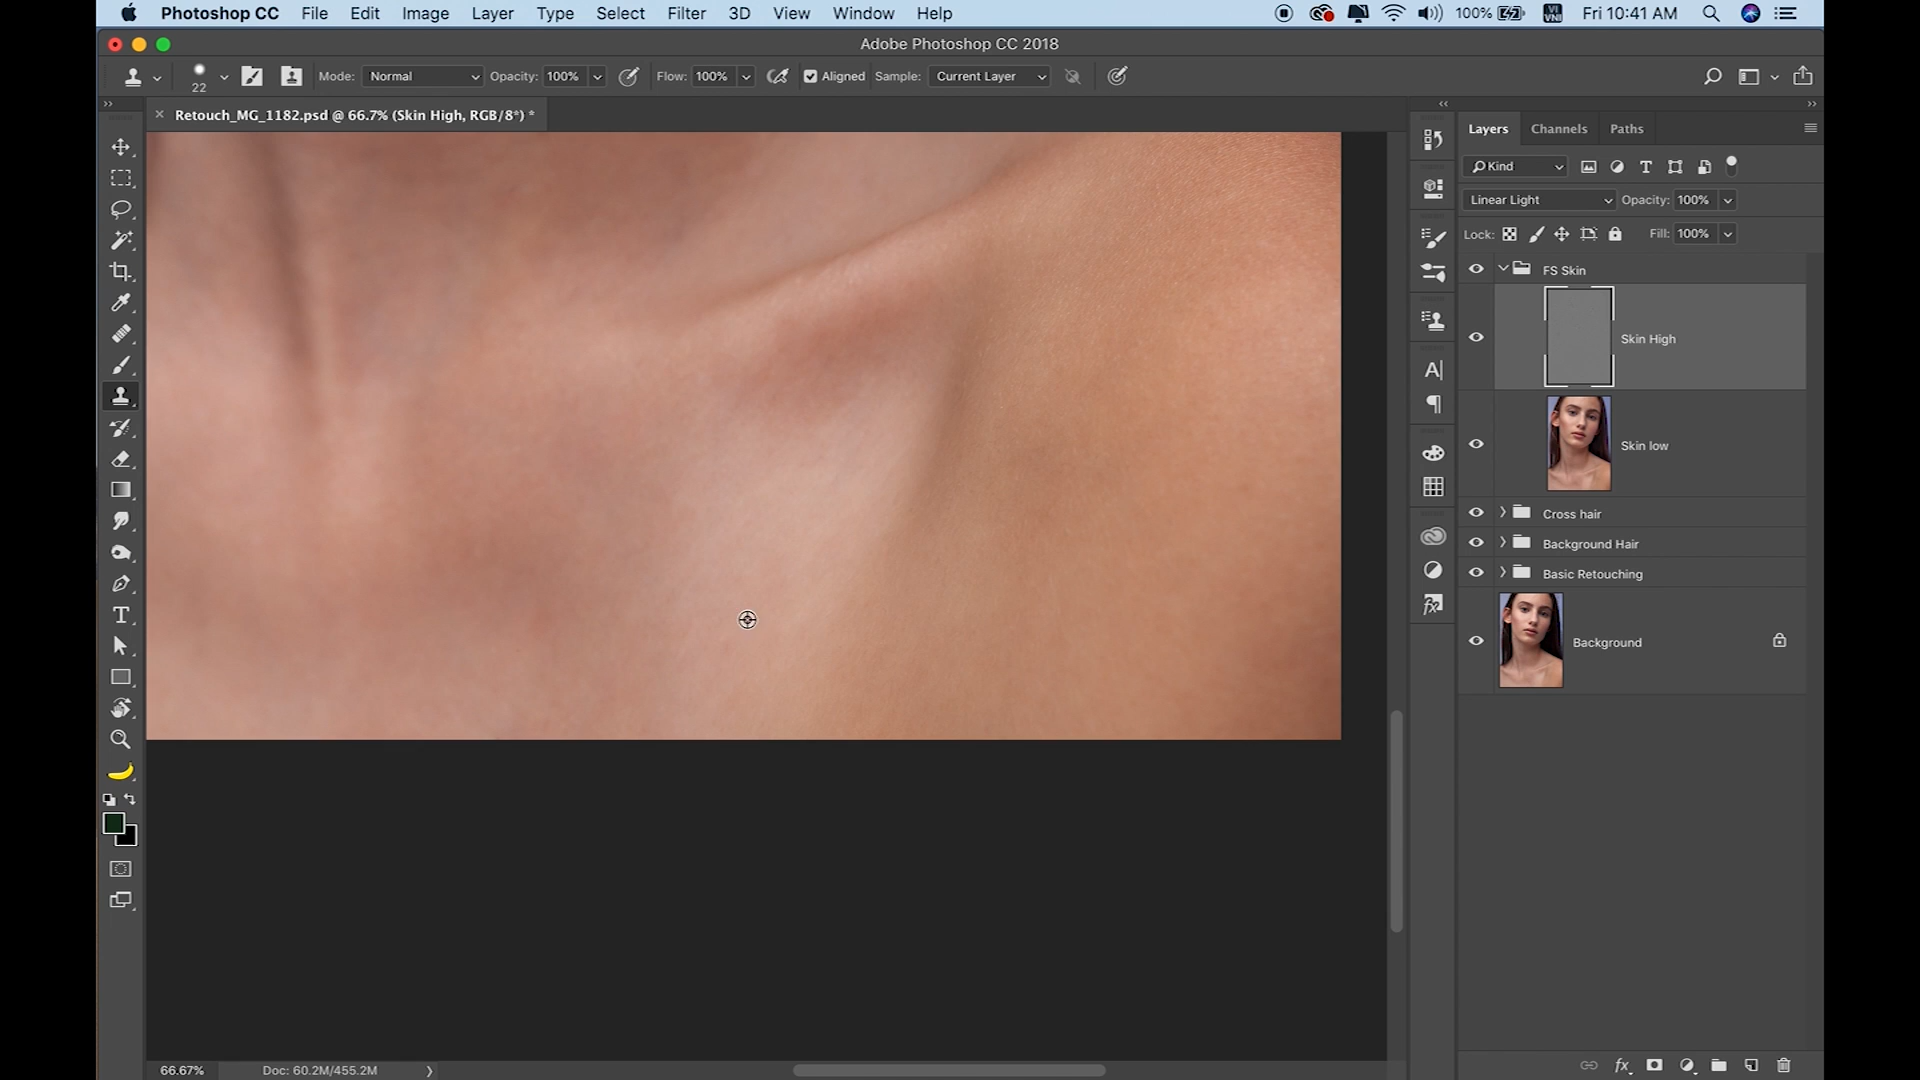 Photoshop CC File Edit Image Layer Type Select Filter 3D View Window Help 100% VI VNI Fri 10:41 AM
Adobe Photoshop CC 2018
22 Mode: Normal Opacity: 100% Flow: 100% Aligned Sample: Current Layer
Retouch_MG_1182.psd @ 66.7% (Skin High, RGB/8*) *
Layers Channels Paths
Kind
Linear Light Opacity: 100%
Lock: Fill: 100%
FS Skin
Skin High
Skin low
Cross hair
Background Hair
Basic Retouching
Background
66.67% Doc: 60.2M/455.2M